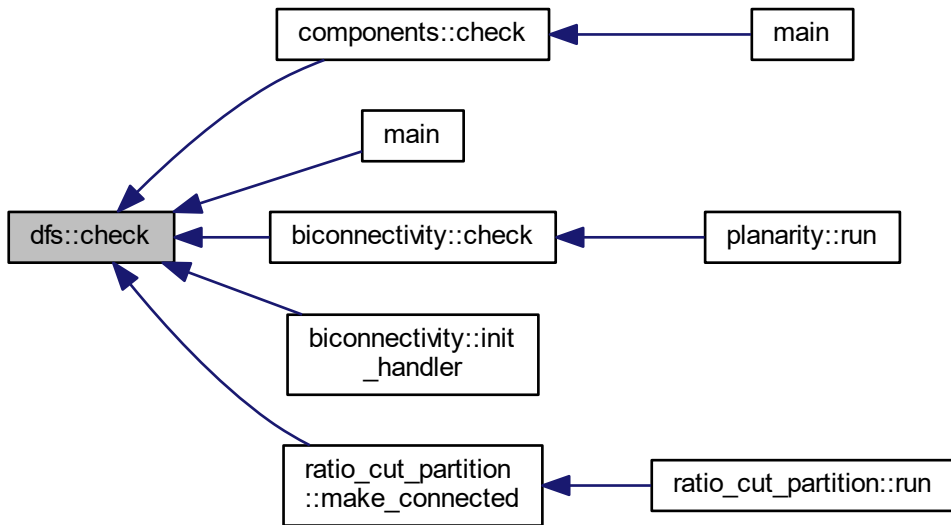 components::check
main
main
dfs::check
biconnectivity::check
planarity::run
biconnectivity::init
_handler
ratio_cut_partition
::make_connected
ratio_cut_partition::run